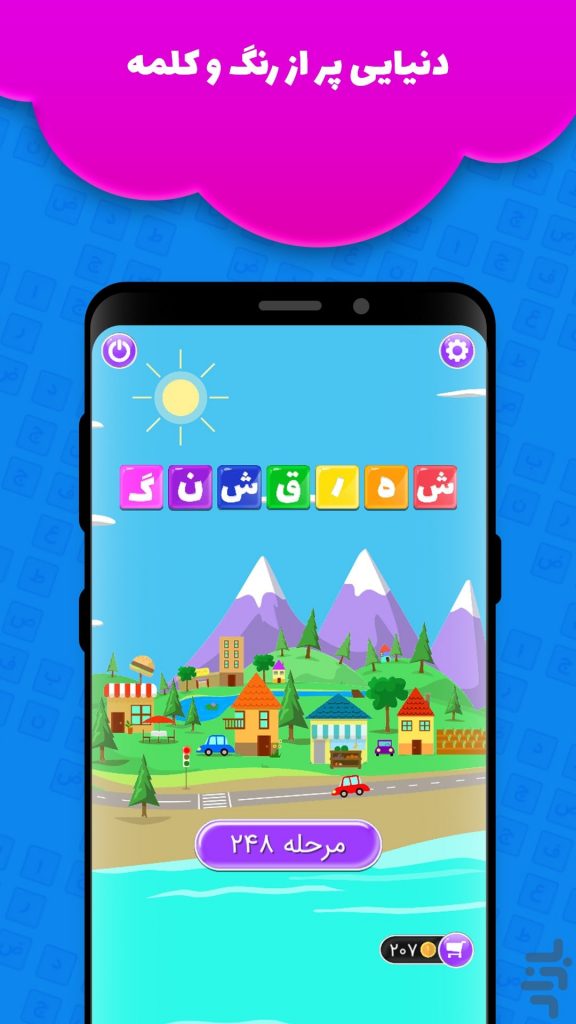 دنیایی پر از رنگ و کلمه
ش ه ر ق ش ن گ
مرحله ۲۴۸
۲۰۷
بازار